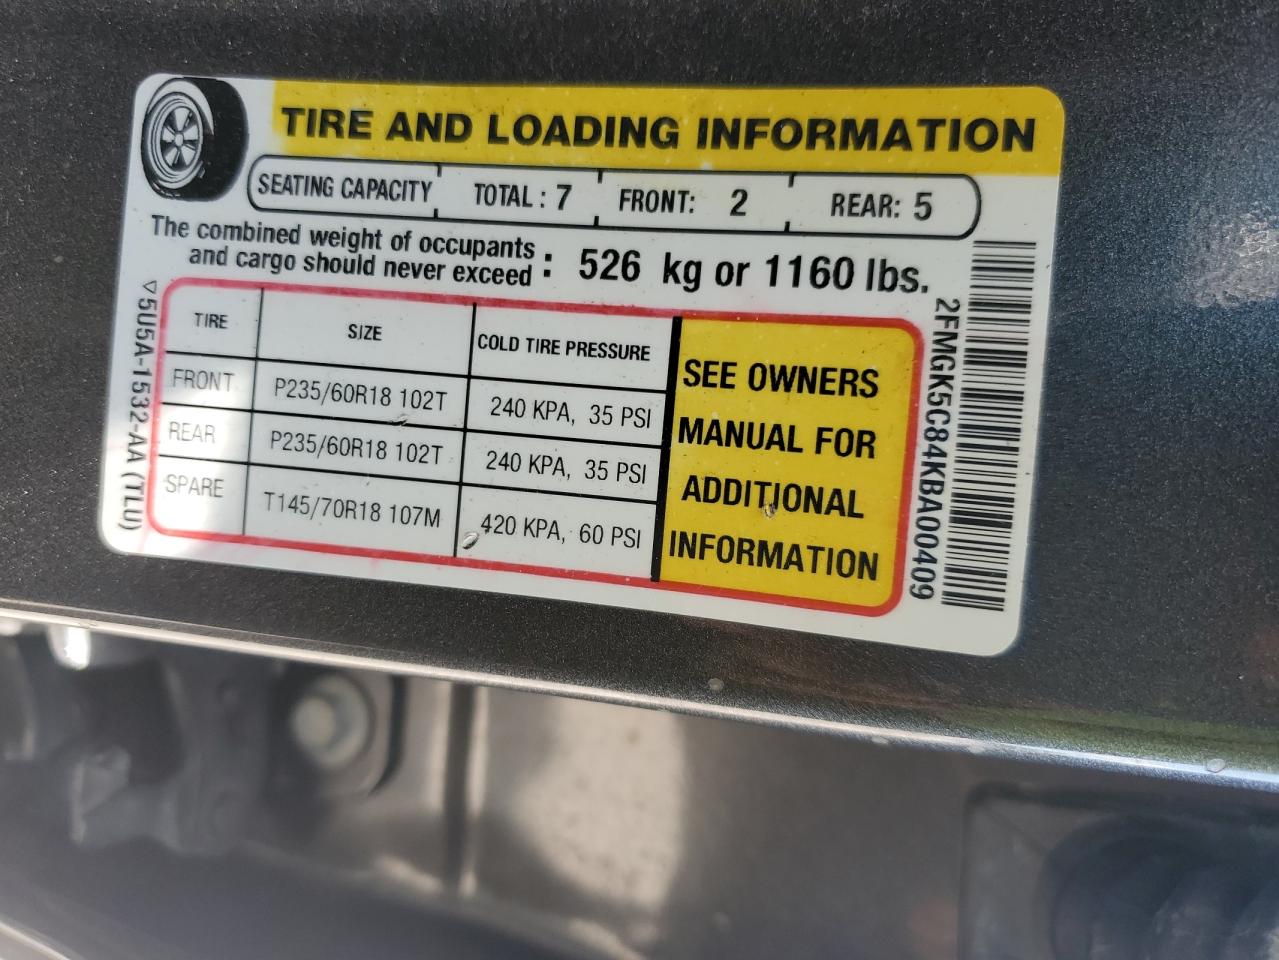 TIRE AND LOADING INFORMATION
SEATING CAPACITY TOTAL : 7 FRONT: 2 REAR: 5
The combined weight of occupants
and cargo should never exceed : 526 kg or 1160 lbs.
TIRE SIZE COLD TIRE PRESSURE
FRONT P235/60R18 102T 240 KPA, 35 PSI
REAR P235/60R18 102T 240 KPA, 35 PSI
SPARE T145/70R18 107M 420 KPA, 60 PSI
SEE OWNERS
MANUAL FOR
ADDITIONAL
INFORMATION
▽5U5A-1532-AA (TLU)
2FMGK5C84KBA00409